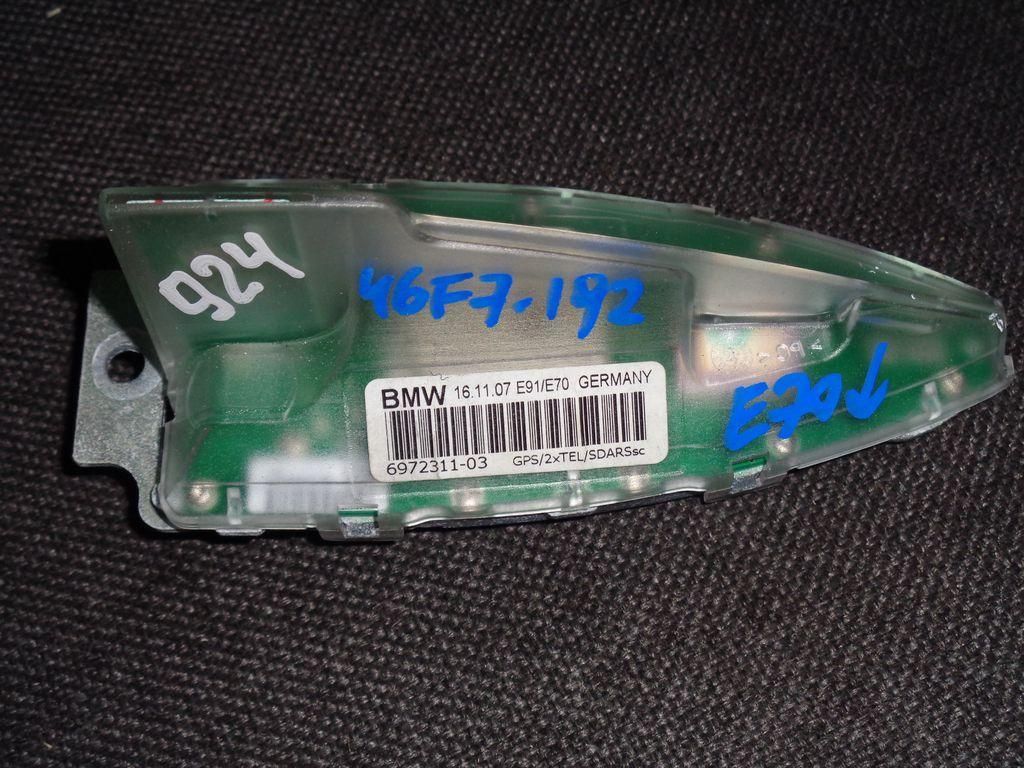 924
46F7-192
BMW 16.11.07 E91/E70 GERMANY
6972311-03 GPS/2xTEL/SDARSsc
E70